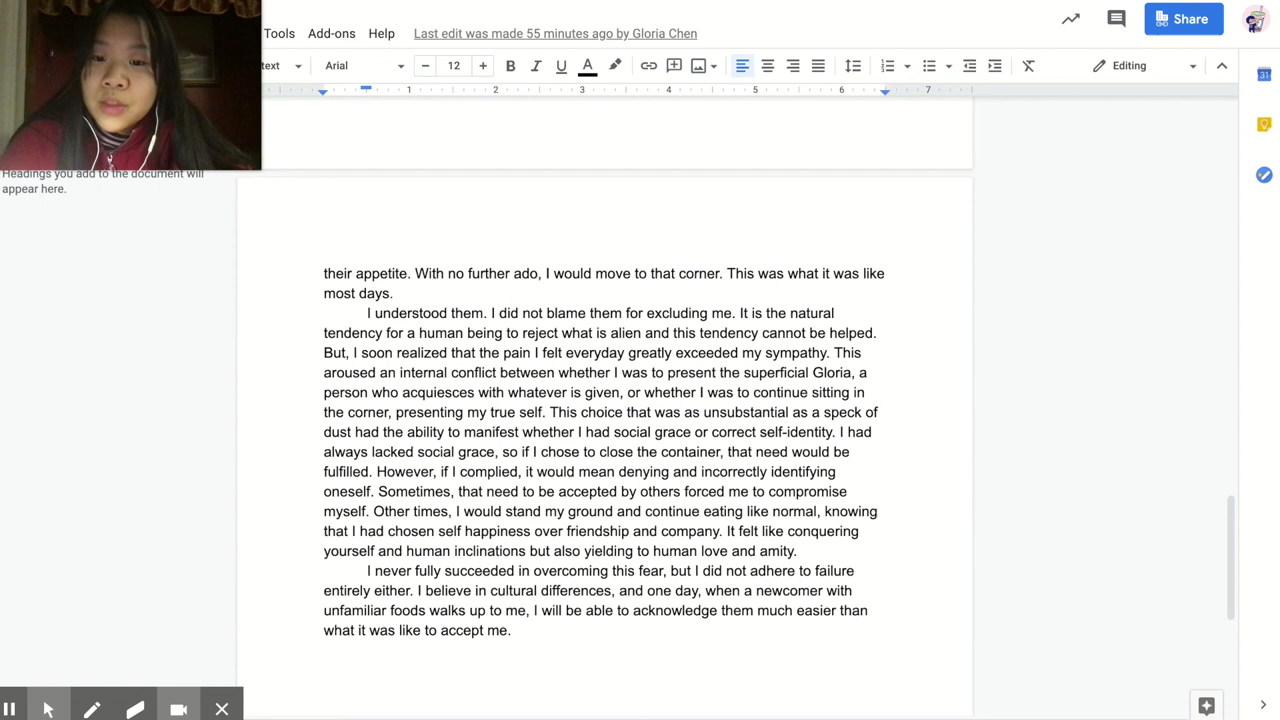 Tools Add-ons Help Last edit was made 55 minutes ago by Gloria Chen
Share
text Arial 12 B I U A Editing
1 2 3 4 5 6 7
31
Headings you add to the document will
appear here.
their appetite. With no further ado, I would move to that corner. This was what it was like
most days.
I understood them. I did not blame them for excluding me. It is the natural
tendency for a human being to reject what is alien and this tendency cannot be helped.
But, I soon realized that the pain I felt everyday greatly exceeded my sympathy. This
aroused an internal conflict between whether I was to present the superficial Gloria, a
person who acquiesces with whatever is given, or whether I was to continue sitting in
the corner, presenting my true self. This choice that was as unsubstantial as a speck of
dust had the ability to manifest whether I had social grace or correct self-identity. I had
always lacked social grace, so if I chose to close the container, that need would be
fulfilled. However, if I complied, it would mean denying and incorrectly identifying
oneself. Sometimes, that need to be accepted by others forced me to compromise
myself. Other times, I would stand my ground and continue eating like normal, knowing
that I had chosen self happiness over friendship and company. It felt like conquering
yourself and human inclinations but also yielding to human love and amity.
I never fully succeeded in overcoming this fear, but I did not adhere to failure
entirely either. I believe in cultural differences, and one day, when a newcomer with
unfamiliar foods walks up to me, I will be able to acknowledge them much easier than
what it was like to accept me.